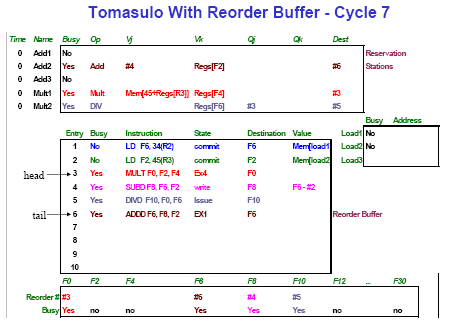 Tomasulo With Reorder Buffer - Cycle 7
Time Name Busy Op Vj Vk Qj Qk Dest
0 Add1 No Reservation
0 Add2 Yes Add #4 Regs[F2] #6 Stations
0 Add3 No
0 Mult1 Yes Mult Mem[45+Regs[R3]] Regs[F4] #3
0 Mult2 Yes DIV Regs[F6] #3 #5
Busy Address
Entry Busy Instruction State Destination Value Load1 No
1 No LD F6, 34(R2) commit F6 Mem[load1 Load2 No
2 No LD F2, 45(R3) commit F2 Mem[load2 Load3
head 3 Yes MULT F0, F2, F4 Ex4 F0
4 Yes SUBD F8, F6, F2 write F8 F6 - #2
5 Yes DIVD F10, F0, F6 Issue F10
tail 6 Yes ADDD F6, F8, F2 EX1 F6 Reorder Buffer
7
8
9
10
F0 F2 F4 F6 F8 F10 F12 ... F30
Reorder # #3 #6 #4 #5
Busy Yes no no Yes Yes Yes no no